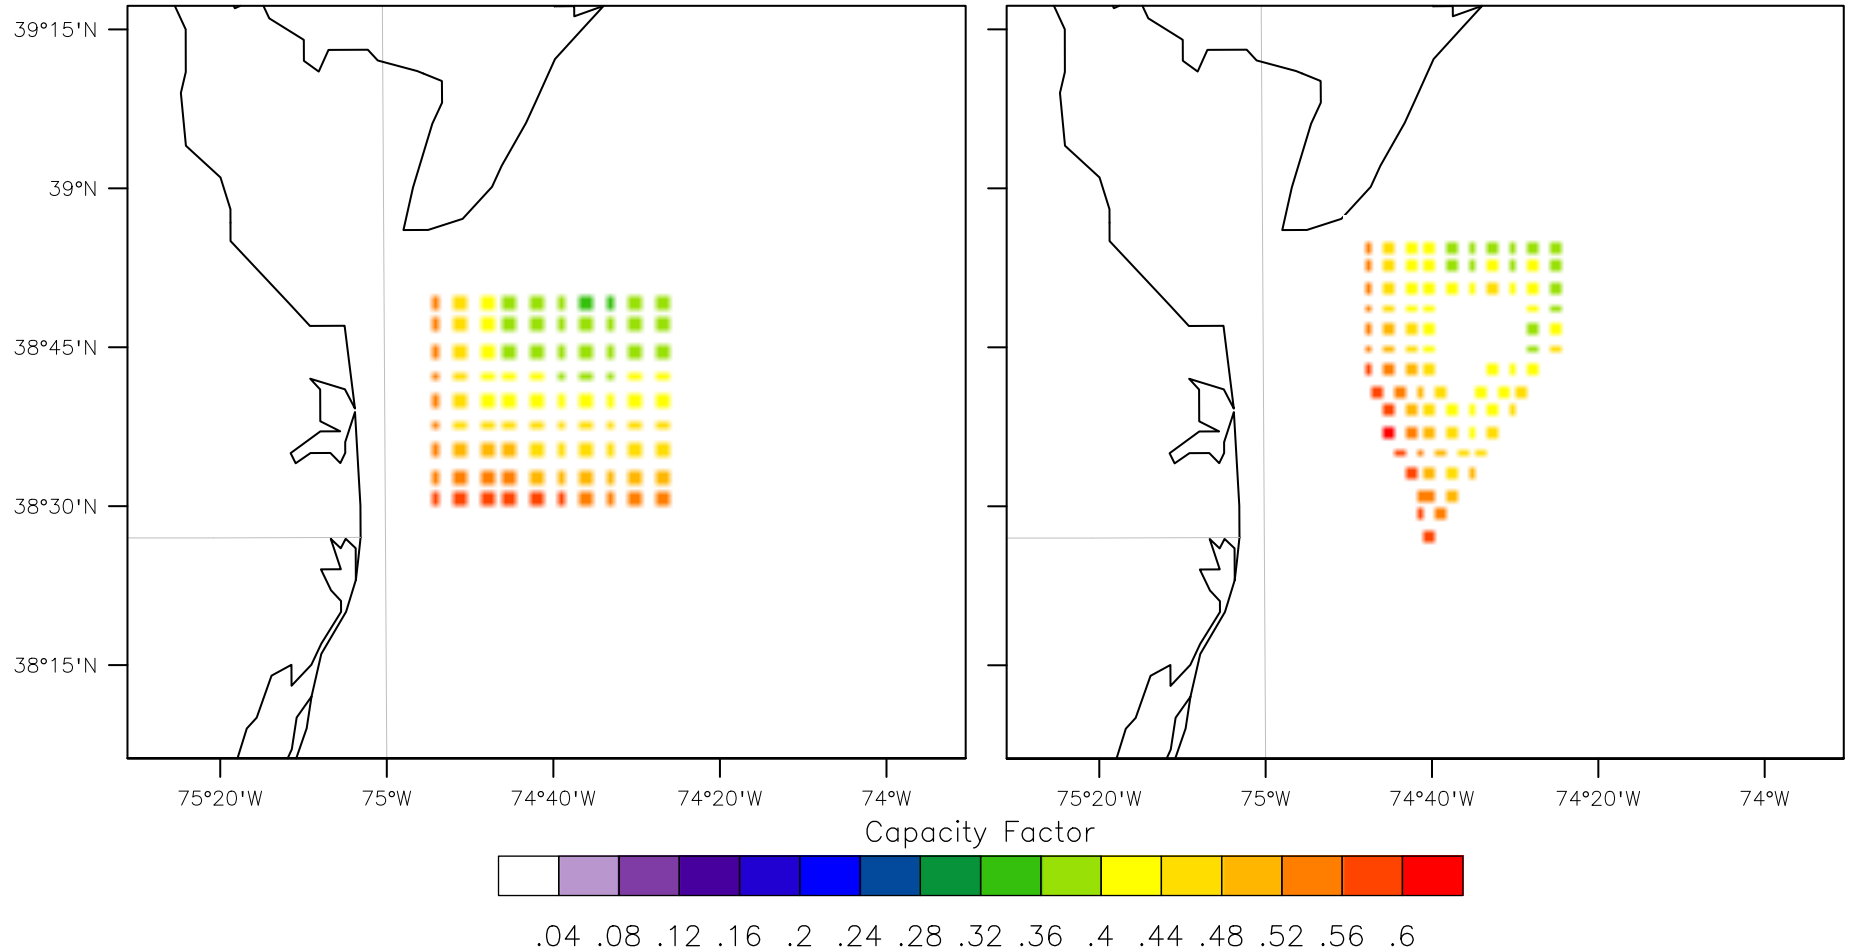 39°15'N
39°N
38°45'N
38°30'N
38°15'N
75°20'W 75°W 74°40'W 74°20'W 74°W 75°20'W 75°W 74°40'W 74°20'W 74°W
Capacity Factor
.04 .08 .12 .16 .2 .24 .28 .32 .36 .4 .44 .48 .52 .56 .6